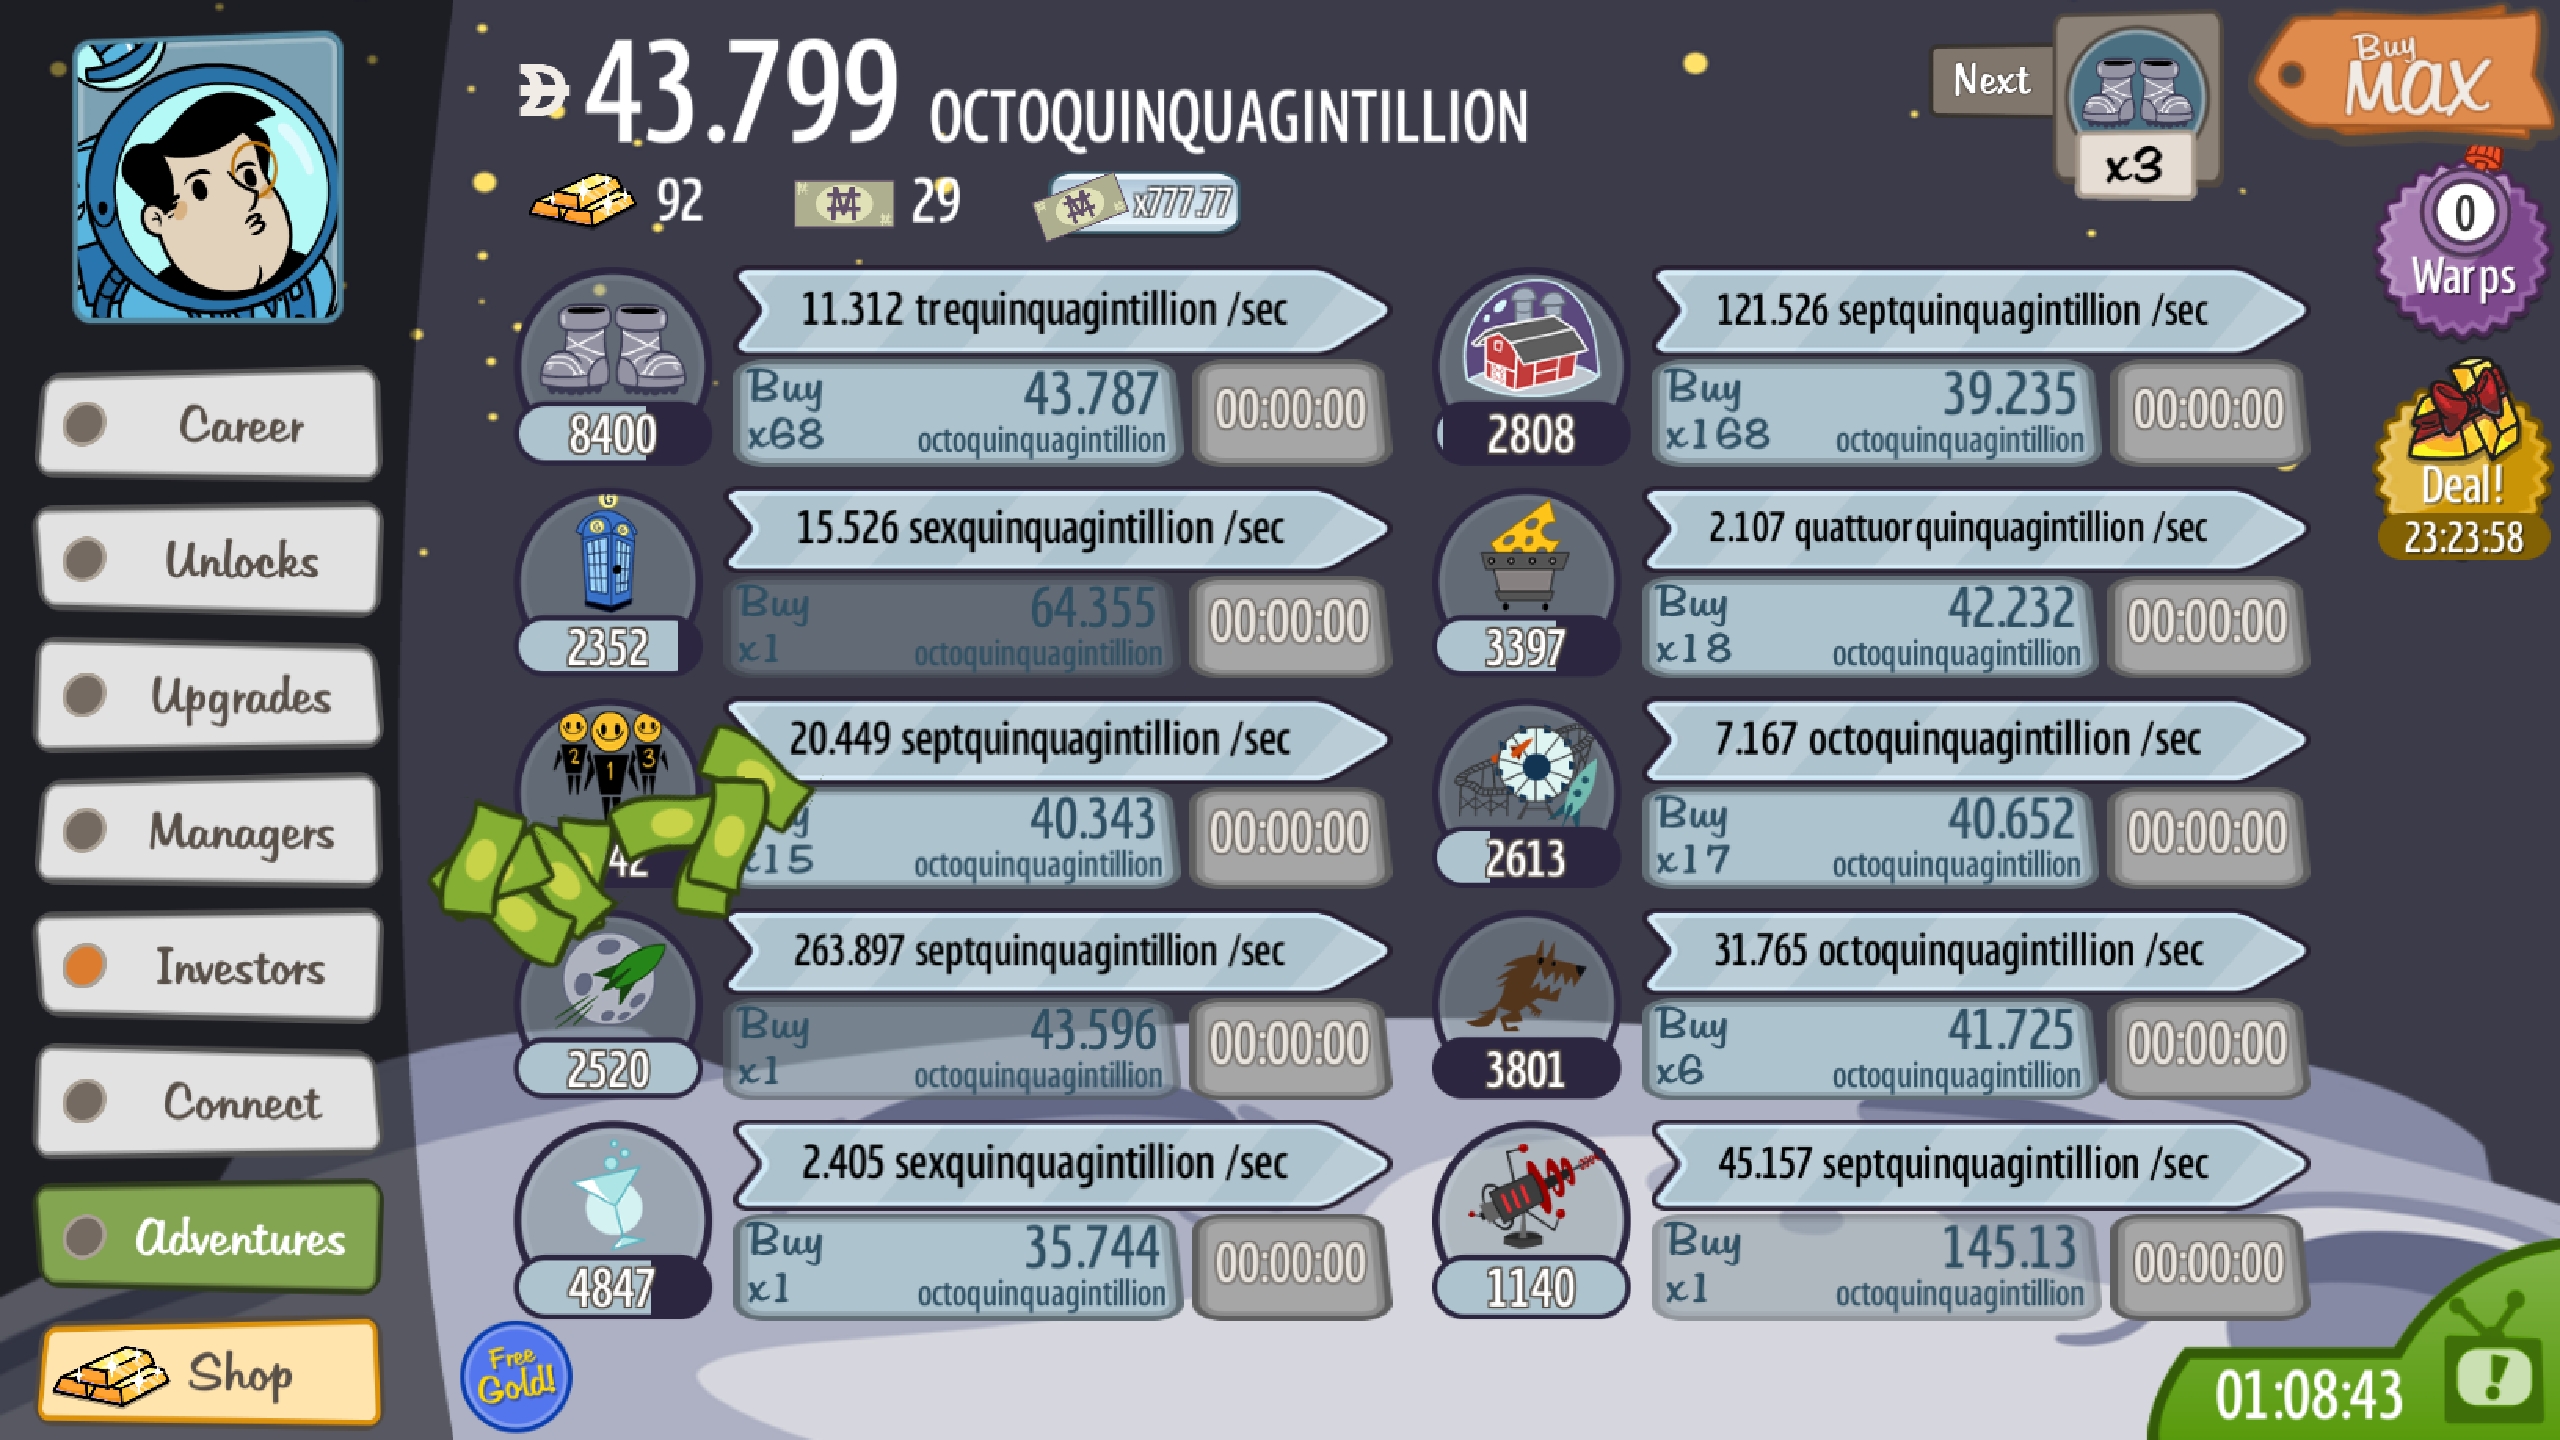 43.799 OCTOQUINQUAGINTILLION
92
29
x777.77
Next
x3
Buy
MAX
0
Warps
Deal!
23:23:58
Career
Unlocks
Upgrades
Managers
Investors
Connect
Adventures
Shop
11.312 trequinquagintillion /sec
8400
Buy
x68
43.787
octoquinquagintillion
00:00:00
121.526 septquinquagintillion /sec
2808
Buy
x168
39.235
octoquinquagintillion
00:00:00
G
15.526 sexquinquagintillion /sec
2352
Buy
x1
64.355
octoquinquagintillion
00:00:00
2.107 quattuorquinquagintillion /sec
3397
Buy
x18
42.232
octoquinquagintillion
00:00:00
2 1 3
20.449 septquinquagintillion /sec
42
x15
40.343
octoquinquagintillion
00:00:00
7.167 octoquinquagintillion /sec
2613
Buy
x17
40.652
octoquinquagintillion
00:00:00
263.897 septquinquagintillion /sec
2520
Buy
x1
43.596
octoquinquagintillion
00:00:00
31.765 octoquinquagintillion /sec
3801
Buy
x6
41.725
octoquinquagintillion
00:00:00
2.405 sexquinquagintillion /sec
4847
Buy
x1
35.744
octoquinquagintillion
00:00:00
45.157 septquinquagintillion /sec
1140
Buy
x1
145.13
octoquinquagintillion
00:00:00
Free
Gold!
01:08:43
!